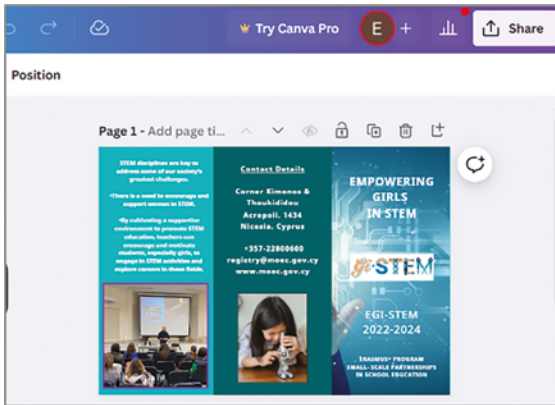 Try Canva Pro
E
Share
Position
Page 1 - Add page ti...
STEM disciplines are key to
address some of our society's
greatest challenges.
•There is a need to encourage and
support women in STEM.
•By cultivating a supportive
environment to promote STEM
education, teachers can
encourage and motivate
students, especially girls, to
engage in STEM activities and
explore careers in these fields.
Contact Details
Corner Kimonos &
Thoukididou
Acropoli, 1434
Nicosia, Cyprus
+357-22800600
registry@moec.gov.cy
www.moec.gov.cy
EMPOWERING
GIRLS
IN STEM
gi-STEM
EGI-STEM
2022-2024
ERASMUS+ PROGRAM
SMALL- SCALE PARTNERSHIPS
IN SCHOOL EDUCATION